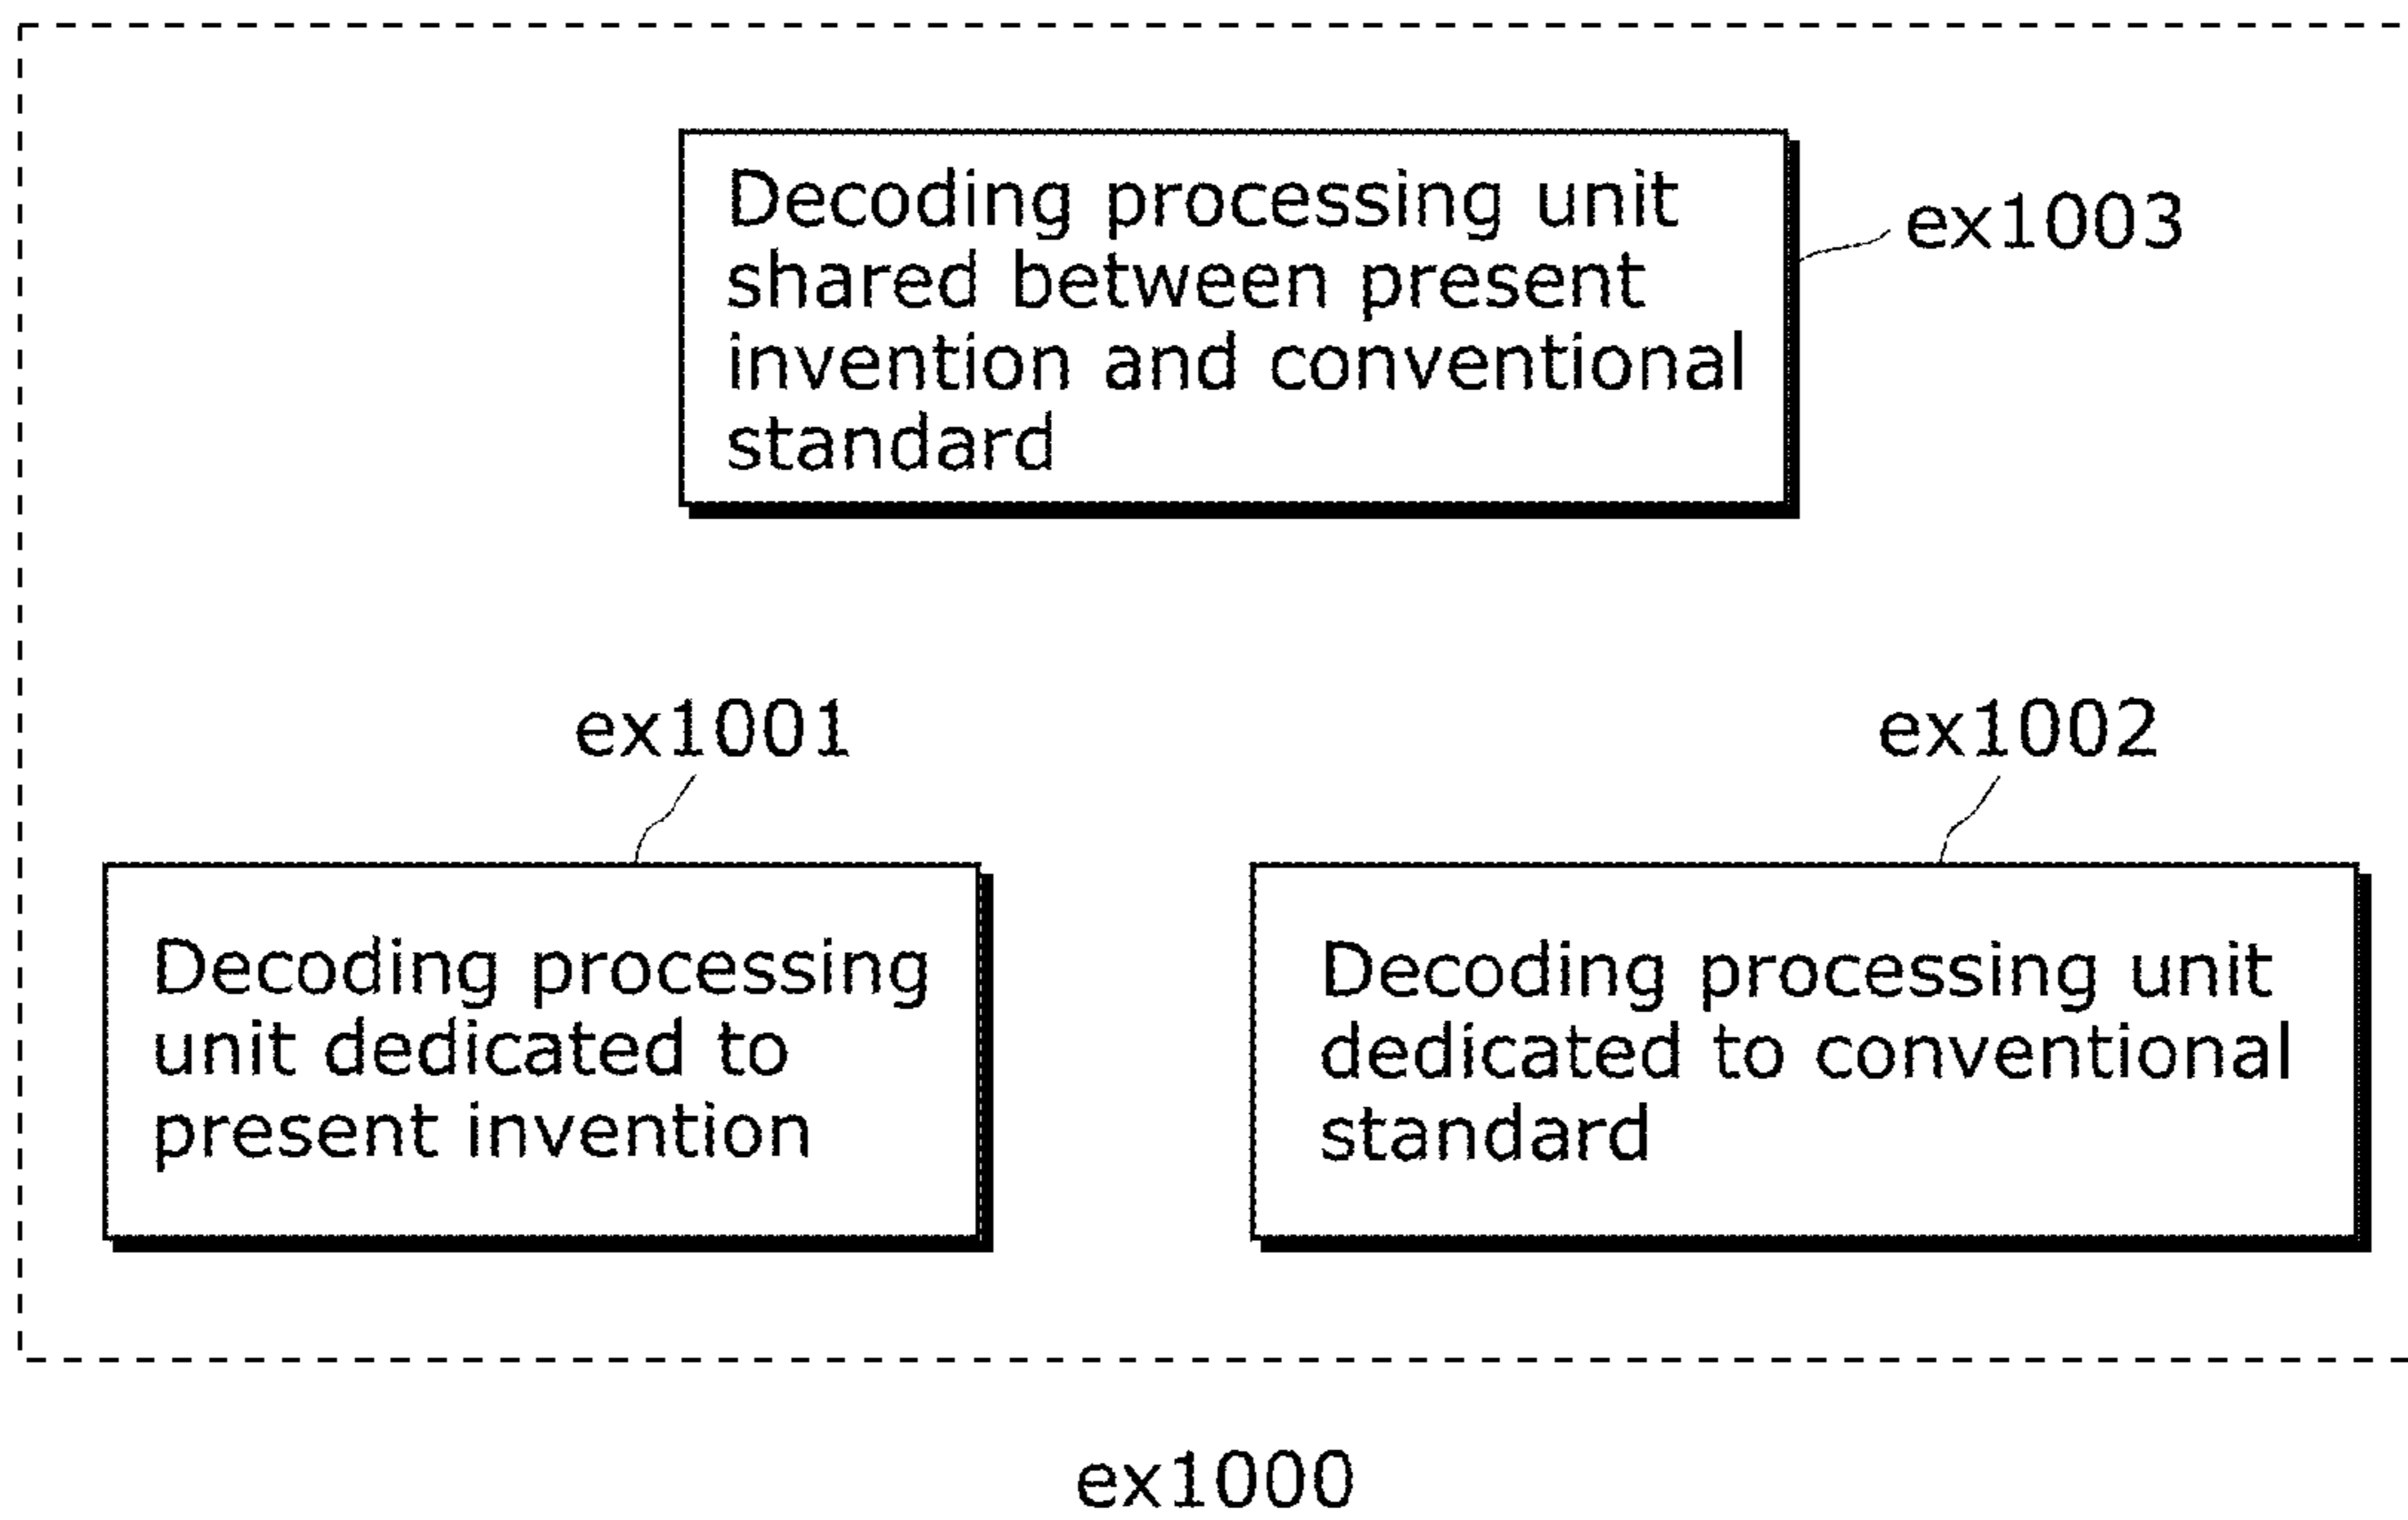 Decoding processing unit
shared between present
invention and conventional
standard
ex1003
ex1001
ex1002
Decoding processing
unit dedicated to
present invention
Decoding processing unit
dedicated to conventional
standard
ex1000